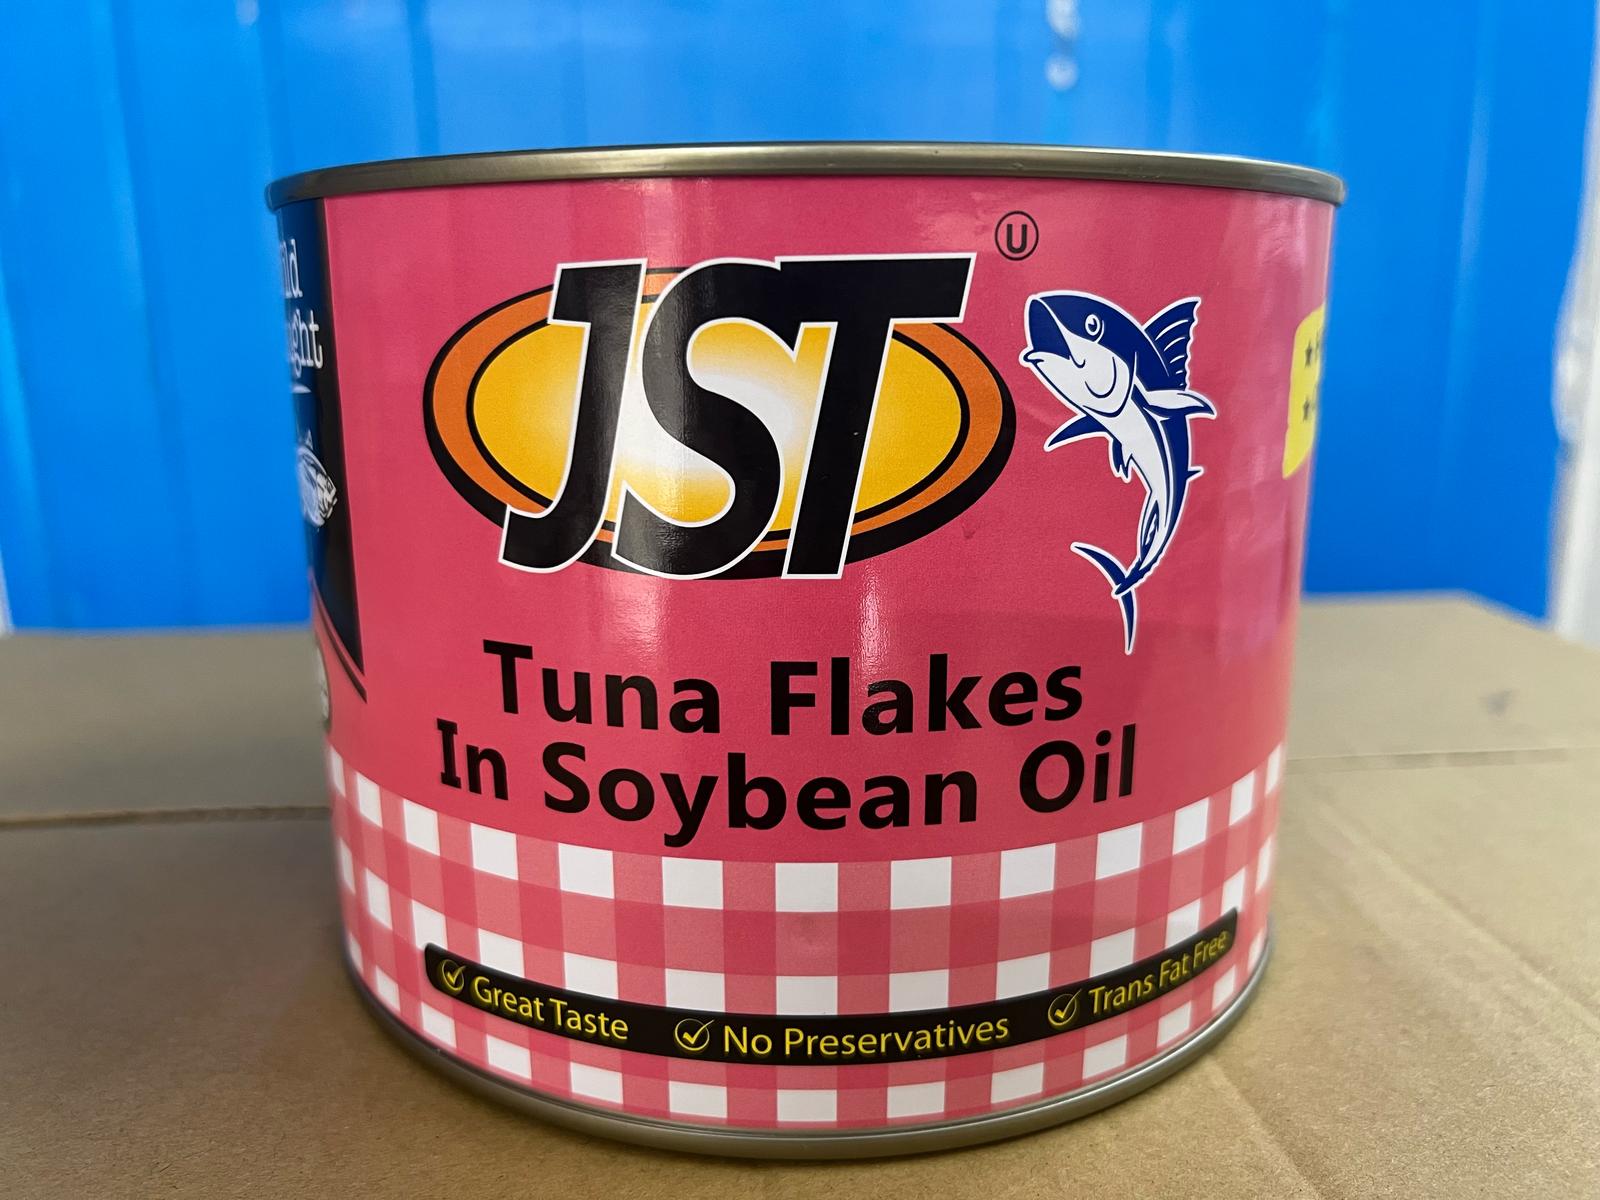 U
JST
Tuna Flakes
In Soybean Oil
Great Taste
No Preservatives
Trans Fat Free